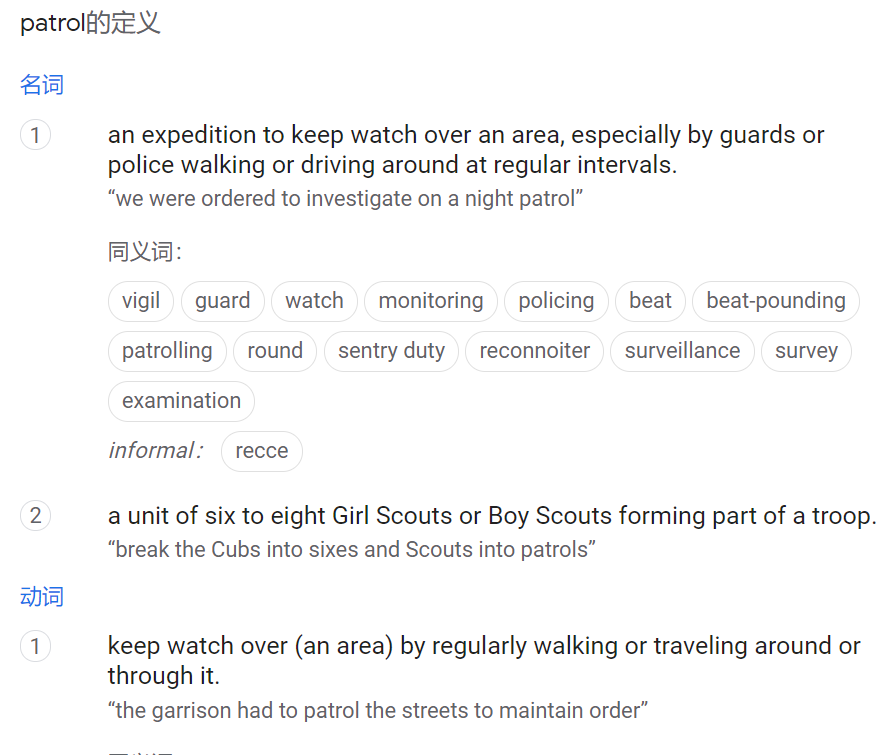 patrol的定义
名词
1
an expedition to keep watch over an area, especially by guards or
police walking or driving around at regular intervals.
“we were ordered to investigate on a night patrol”
同义词：
vigil guard watch monitoring policing beat beat-pounding
patrolling round sentry duty reconnoiter surveillance survey
examination
informal： recce
2
a unit of six to eight Girl Scouts or Boy Scouts forming part of a troop.
“break the Cubs into sixes and Scouts into patrols”
动词
1
keep watch over (an area) by regularly walking or traveling around or
through it.
“the garrison had to patrol the streets to maintain order”